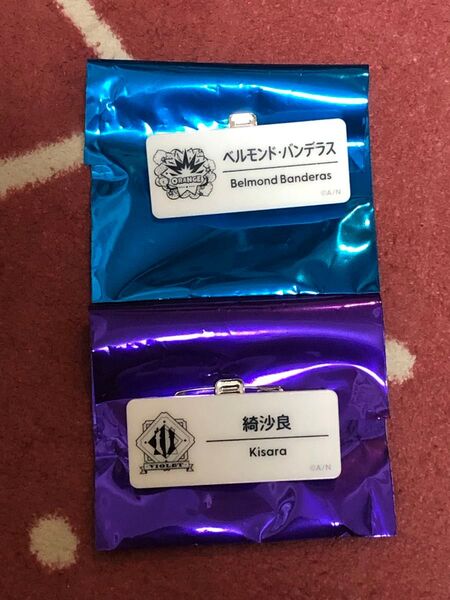 ベルモンド・バンデラス
ORANGE
Belmond Banderas
©A/N
綺沙良
VIOLET
Kisara
©A/N